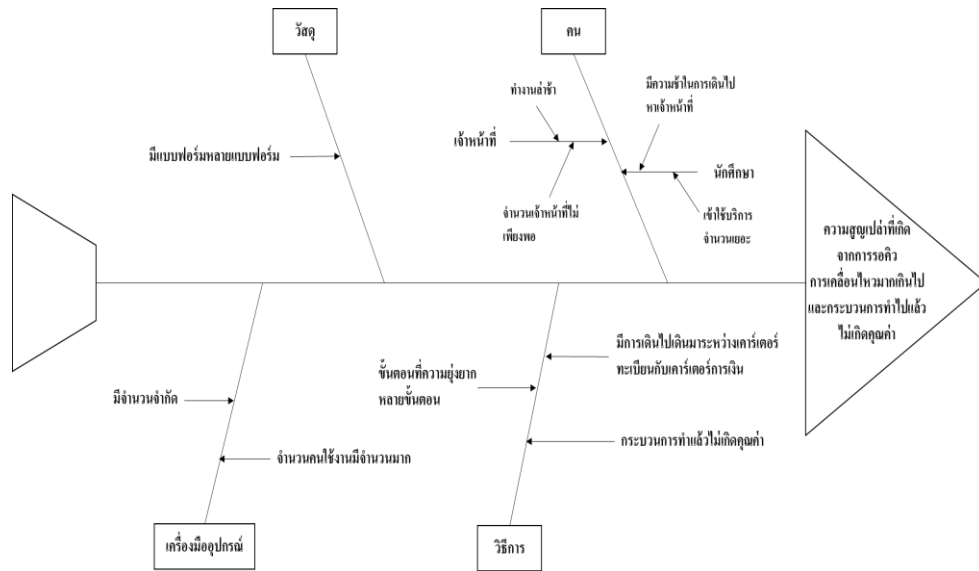 วัสดุ
คน
ทำงานล่าช้า
มีความช้าในการเดินไป
หาเจ้าหน้าที่
เจ้าหน้าที่
มีแบบฟอร์มหลายแบบฟอร์ม
นักศึกษา
จำนวนเจ้าหน้าที่ไม่
เพียงพอ
เข้าใช้บริการ
จำนวนเยอะ
ความสูญเปล่าที่เกิด
จากการรอคิว
การเคลื่อนไหวมากเกินไป
และกระบวนการทำไปแล้ว
ไม่เกิดคุณค่า
มีการเดินไปเดินมาระหว่างเคาร์เตอร์
ทะเบียนกับเคาร์เตอร์การเงิน
ขั้นตอนที่ความยุ่งยาก
หลายขั้นตอน
มีจำนวนจำกัด
กระบวนการทำแล้วไม่เกิดคุณค่า
จำนวนคนใช้งานมีจำนวนมาก
เครื่องมืออุปกรณ์
วิธีการ